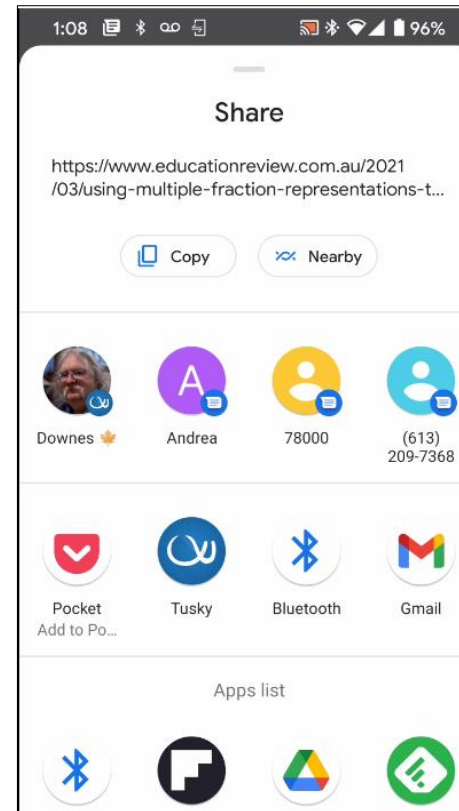 1:08 96%
Share
https://www.educationreview.com.au/2021
/03/using-multiple-fraction-representations-t...
Copy Nearby
Downes Andrea 78000 (613)
209-7368
Pocket Tusky Bluetooth Gmail
Add to Po...
Apps list